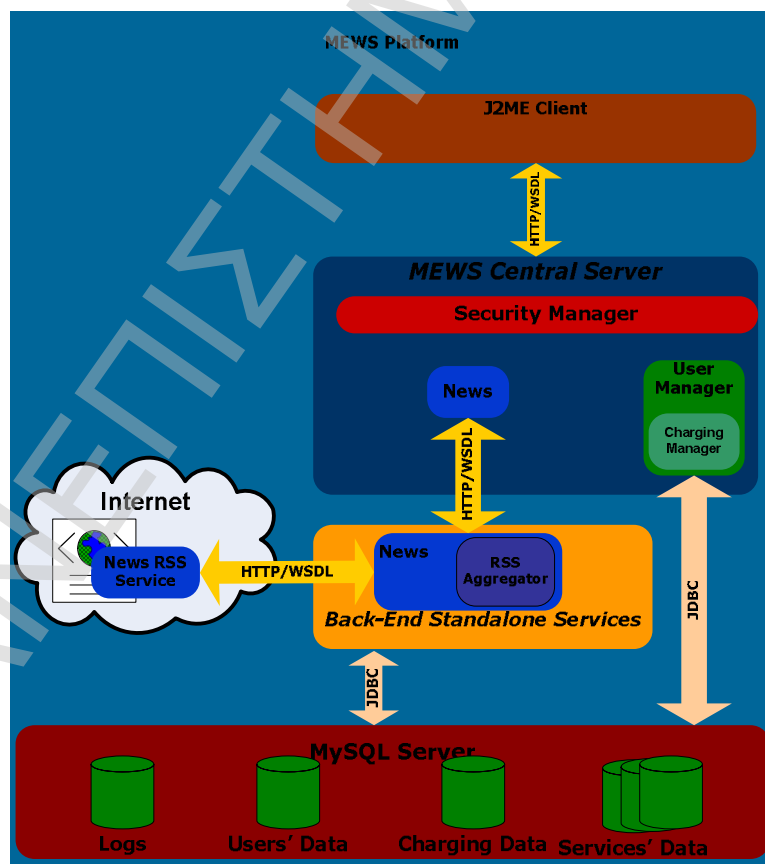 MEWS Platform
J2ME Client
HTTP/WSDL
MEWS Central Server
Security Manager
News
User
Manager
Charging
Manager
HTTP/WSDL
Internet
News RSS
Service
HTTP/WSDL
News
RSS
Aggregator
Back-End Standalone Services
JDBC
JDBC
MySQL Server
Logs
Users' Data
Charging Data
Services' Data